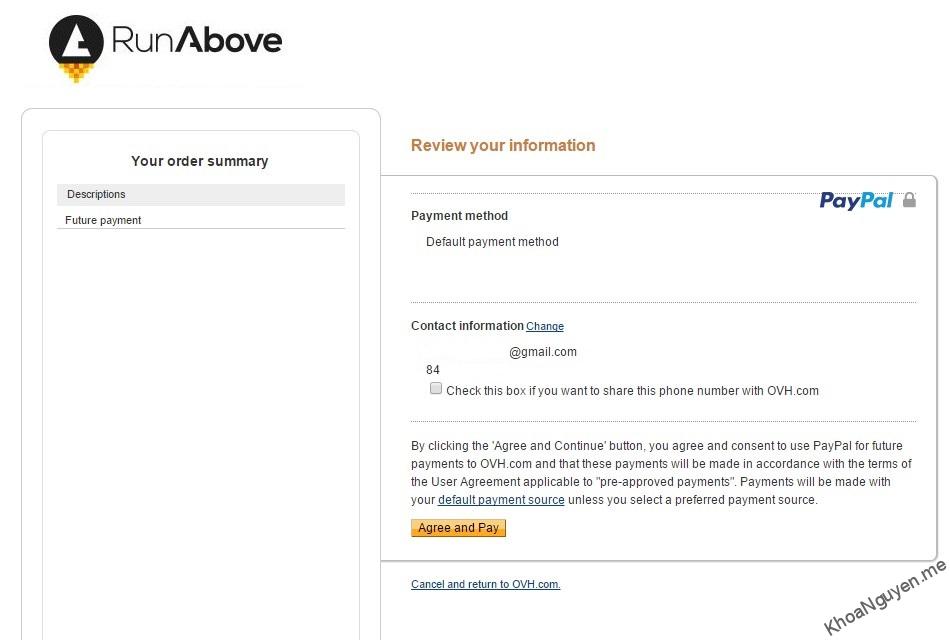 RunAbove
Your order summary
Descriptions
Future payment
Review your information
PayPal
Payment method
Default payment method
Contact information Change
@gmail.com
84
Check this box if you want to share this phone number with OVH.com
By clicking the 'Agree and Continue' button, you agree and consent to use PayPal for future
payments to OVH.com and that these payments will be made in accordance with the terms of
the User Agreement applicable to "pre-approved payments". Payments will be made with
your default payment source unless you select a preferred payment source.
Agree and Pay
Cancel and return to OVH.com.
KhoaNguyen.me